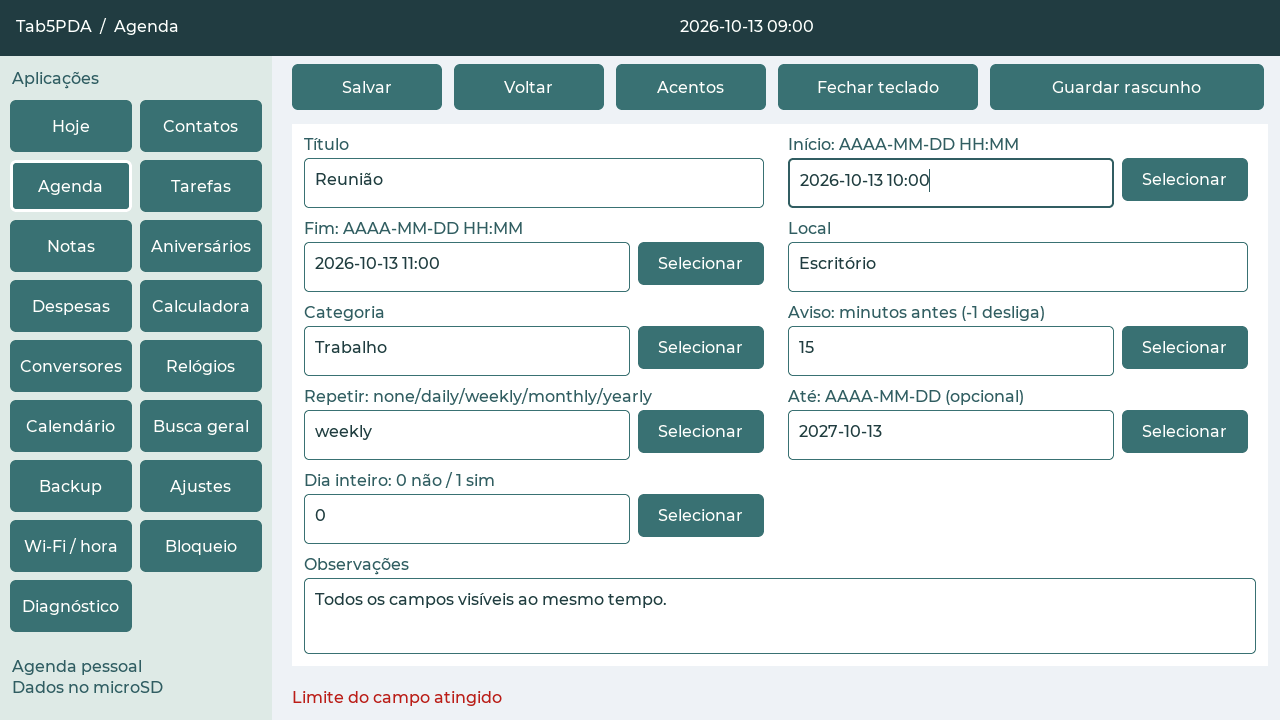 Tab5PDA / Agenda
2026-10-13 09:00
Aplicações
Hoje
Contatos
Agenda
Tarefas
Notas
Aniversários
Despesas
Calculadora
Conversores
Relógios
Calendário
Busca geral
Backup
Ajustes
Wi-Fi / hora
Bloqueio
Diagnóstico
Agenda pessoal
Dados no microSD
Salvar
Voltar
Acentos
Fechar teclado
Guardar rascunho
Título
Reunião
Início: AAAA-MM-DD HH:MM
2026-10-13 10:00
Selecionar
Fim: AAAA-MM-DD HH:MM
2026-10-13 11:00
Selecionar
Local
Escritório
Categoria
Trabalho
Selecionar
Aviso: minutos antes (-1 desliga)
15
Selecionar
Repetir: none/daily/weekly/monthly/yearly
weekly
Selecionar
Até: AAAA-MM-DD (opcional)
2027-10-13
Selecionar
Dia inteiro: 0 não / 1 sim
0
Selecionar
Observações
Todos os campos visíveis ao mesmo tempo.
Limite do campo atingido